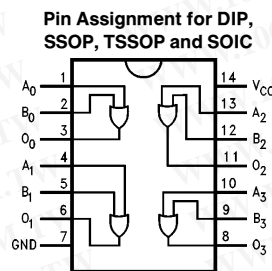 Pin Assignment for DIP,
SSOP, TSSOP and SOIC
A0 1 14 VCC
B0 2 13 A2
O0 3 12 B2
A1 4 11 O2
B1 5 10 A3
O1 6 9 B3
GND 7 8 O3